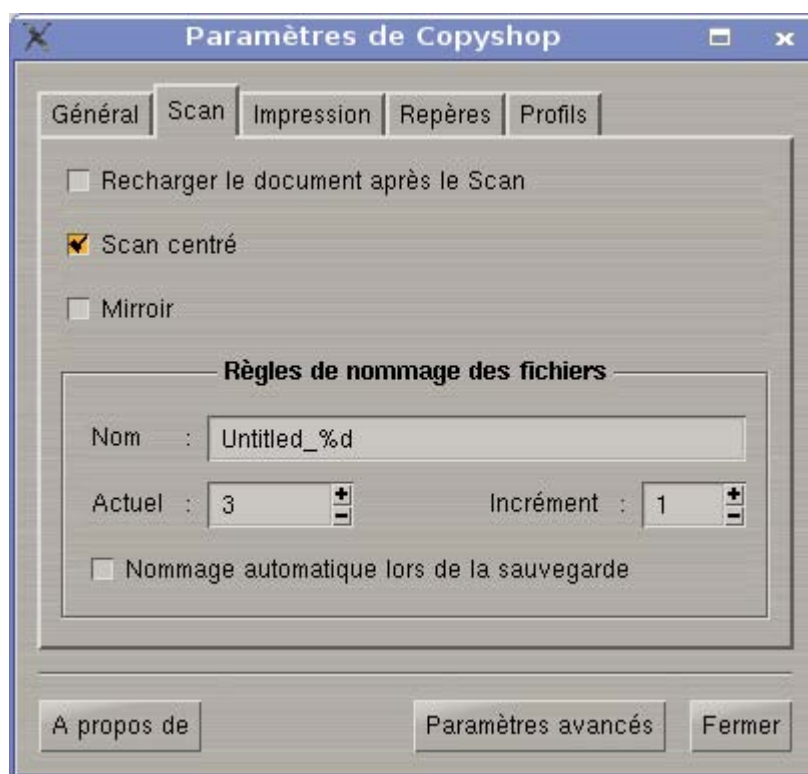 Paramètres de Copyshop
Général Scan Impression Repères Profils
Recharger le document après le Scan
Scan centré
Mirroir
Règles de nommage des fichiers
Nom : Untitled_%d
Actuel : 3 Incrément : 1
Nommage automatique lors de la sauvegarde
A propos de Paramètres avancés Fermer